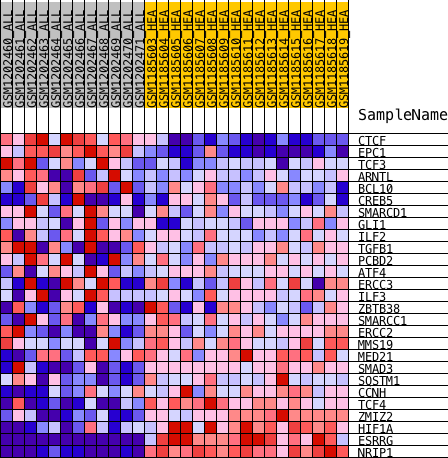 GSM1202460_ALL
GSM1202461_ALL
GSM1202462_ALL
GSM1202463_ALL
GSM1202464_ALL
GSM1202465_ALL
GSM1202466_ALL
GSM1202467_ALL
GSM1202468_ALL
GSM1202469_ALL
GSM1202470_ALL
GSM1202471_ALL
GSM1185603_HEA
GSM1185604_HEA
GSM1185605_HEA
GSM1185606_HEA
GSM1185607_HEA
GSM1185608_HEA
GSM1185609_HEA
GSM1185610_HEA
GSM1185611_HEA
GSM1185612_HEA
GSM1185613_HEA
GSM1185614_HEA
GSM1185615_HEA
GSM1185616_HEA
GSM1185617_HEA
GSM1185618_HEA
GSM1185619_HEA
SampleName
CTCF
EPC1
TCF3
ARNTL
BCL10
CREB5
SMARCD1
GLI1
ILF2
TGFB1
PCBD2
ATF4
ERCC3
ILF3
ZBTB38
SMARCC1
ERCC2
MMS19
MED21
SMAD3
SQSTM1
CCNH
TCF4
ZMIZ2
HIF1A
ESRRG
NRIP1